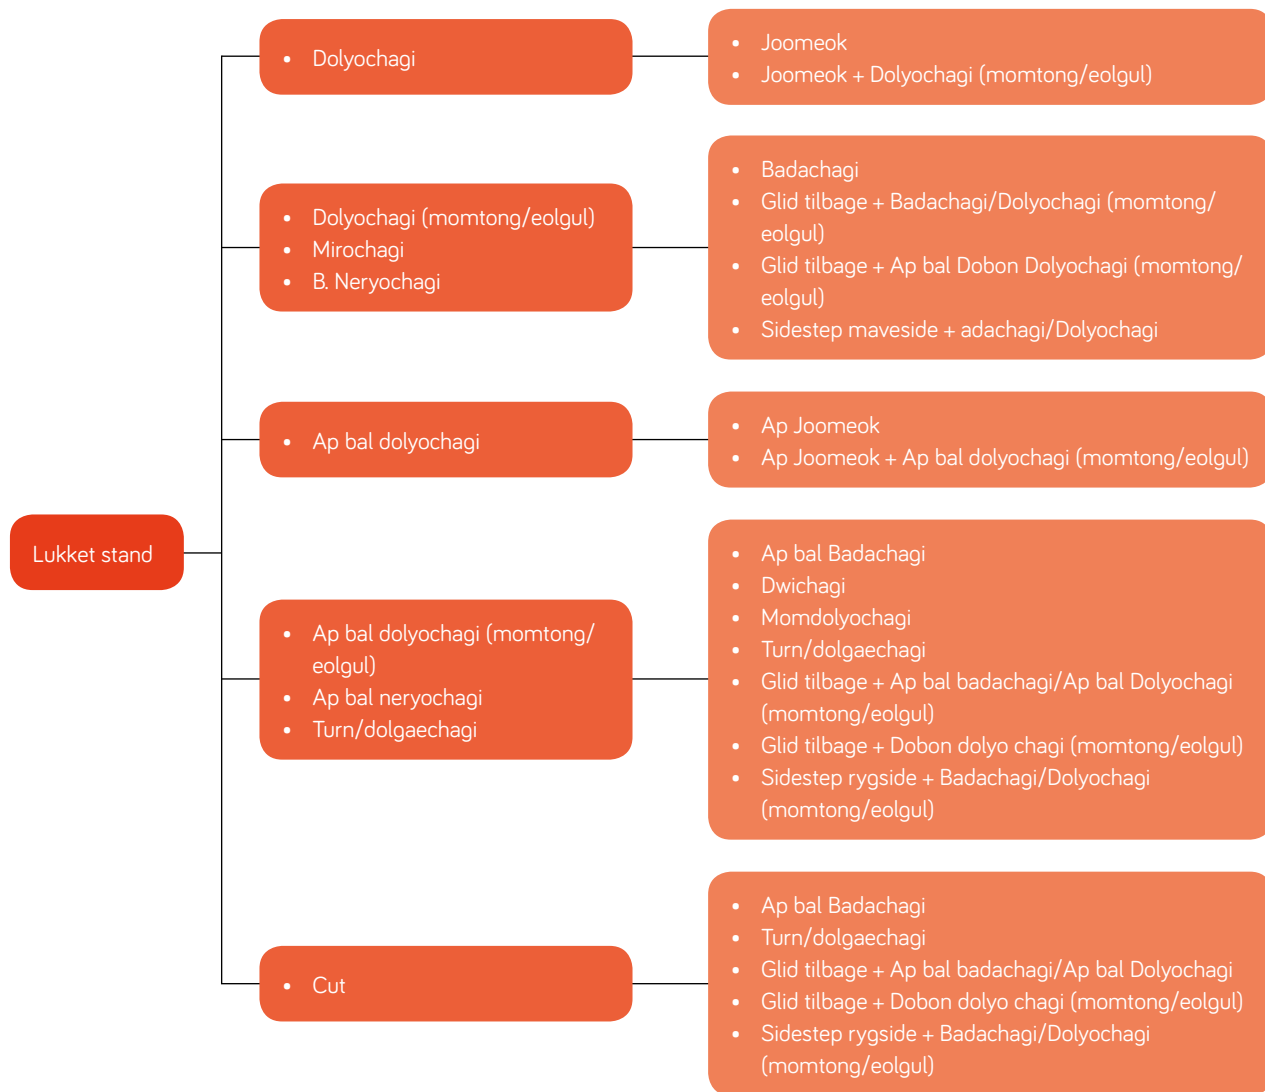 Lukket stand
• Dolyochagi
• Joomeok
• Joomeok + Dolyochagi (momtong/eolgul)
• Dolyochagi (momtong/eolgul)
• Mirochagi
• B. Neryochagi
• Badachagi
• Glid tilbage + Badachagi/Dolyochagi (momtong/
eolgul)
• Glid tilbage + Ap bal Dobon Dolyochagi (momtong/
eolgul)
• Sidestep maveside + adachagi/Dolyochagi
• Ap bal dolyochagi
• Ap Joomeok
• Ap Joomeok + Ap bal dolyochagi (momtong/eolgul)
• Ap bal dolyochagi (momtong/
eolgul)
• Ap bal neryochagi
• Turn/dolgaechagi
• Ap bal Badachagi
• Dwichagi
• Momdolyochagi
• Turn/dolgaechagi
• Glid tilbage + Ap bal badachagi/Ap bal Dolyochagi
(momtong/eolgul)
• Glid tilbage + Dobon dolyo chagi (momtong/eolgul)
• Sidestep rygside + Badachagi/Dolyochagi
(momtong/eolgul)
• Cut
• Ap bal Badachagi
• Turn/dolgaechagi
• Glid tilbage + Ap bal badachagi/Ap bal Dolyochagi
• Glid tilbage + Dobon dolyo chagi (momtong/eolgul)
• Sidestep rygside + Badachagi/Dolyochagi
(momtong/eolgul)